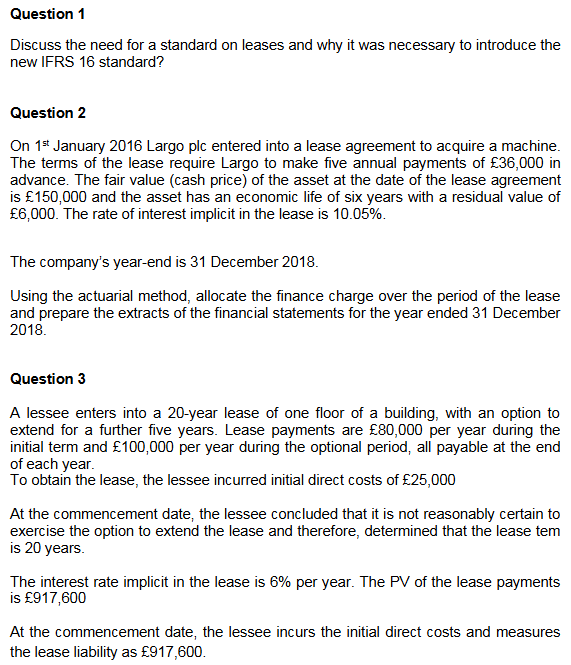 Question 1
Discuss the need for a standard on leases and why it was necessary to introduce the
new IFRS 16 standard?
Question 2
On 1st January 2016 Largo plc entered into a lease agreement to acquire a machine.
The terms of the lease require Largo to make five annual payments of £36,000 in
advance. The fair value (cash price) of the asset at the date of the lease agreement
is £150,000 and the asset has an economic life of six years with a residual value of
£6,000. The rate of interest implicit in the lease is 10.05%.
The company's year-end is 31 December 2018.
Using the actuarial method, allocate the finance charge over the period of the lease
and prepare the extracts of the financial statements for the year ended 31 December
2018.
Question 3
A lessee enters into a 20-year lease of one floor of a building, with an option to
extend for a further five years. Lease payments are £80,000 per year during the
initial term and £100,000 per year during the optional period, all payable at the end
of each year.
To obtain the lease, the lessee incurred initial direct costs of £25,000
At the commencement date, the lessee concluded that it is not reasonably certain to
exercise the option to extend the lease and therefore, determined that the lease tem
is 20 years.
The interest rate implicit in the lease is 6% per year. The PV of the lease payments
is £917,600
At the commencement date, the lessee incurs the initial direct costs and measures
the lease liability as £917,600.